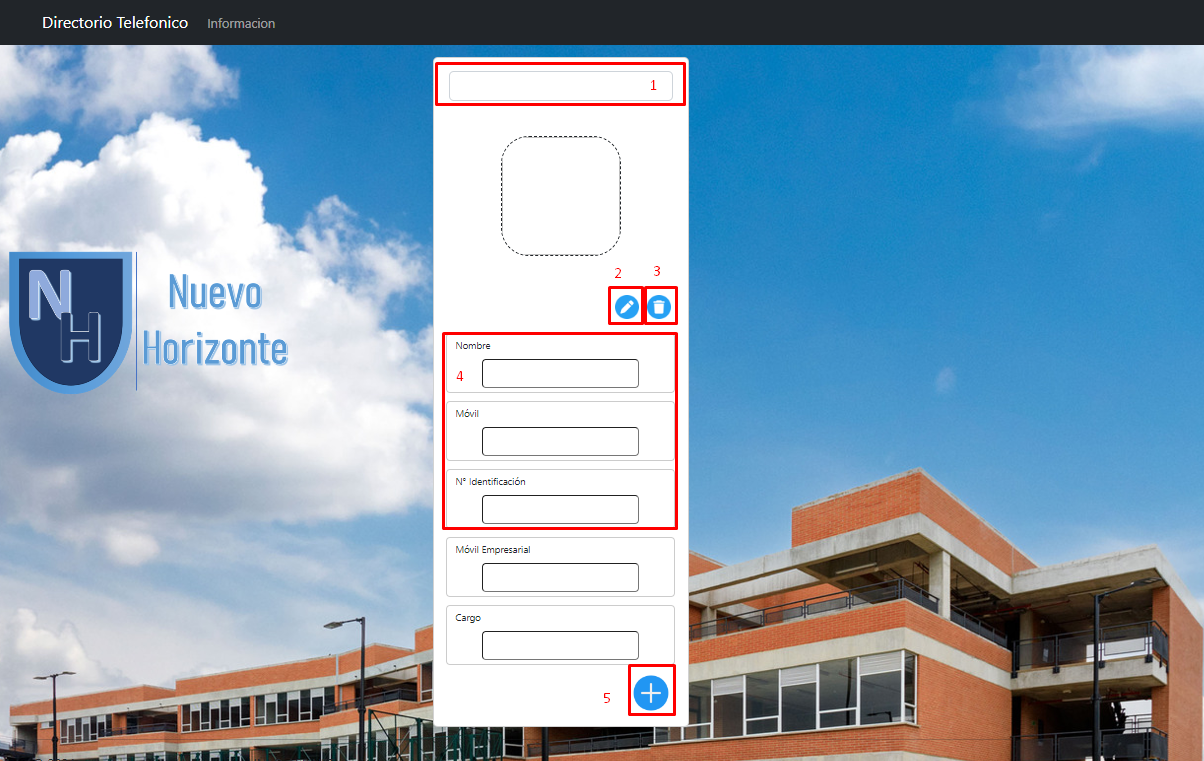 Directorio Telefonico Informacion
1
NH
Nuevo
Horizonte
2 3
Nombre
4
Móvil
N° Identificación
Móvil Empresarial
Cargo
5